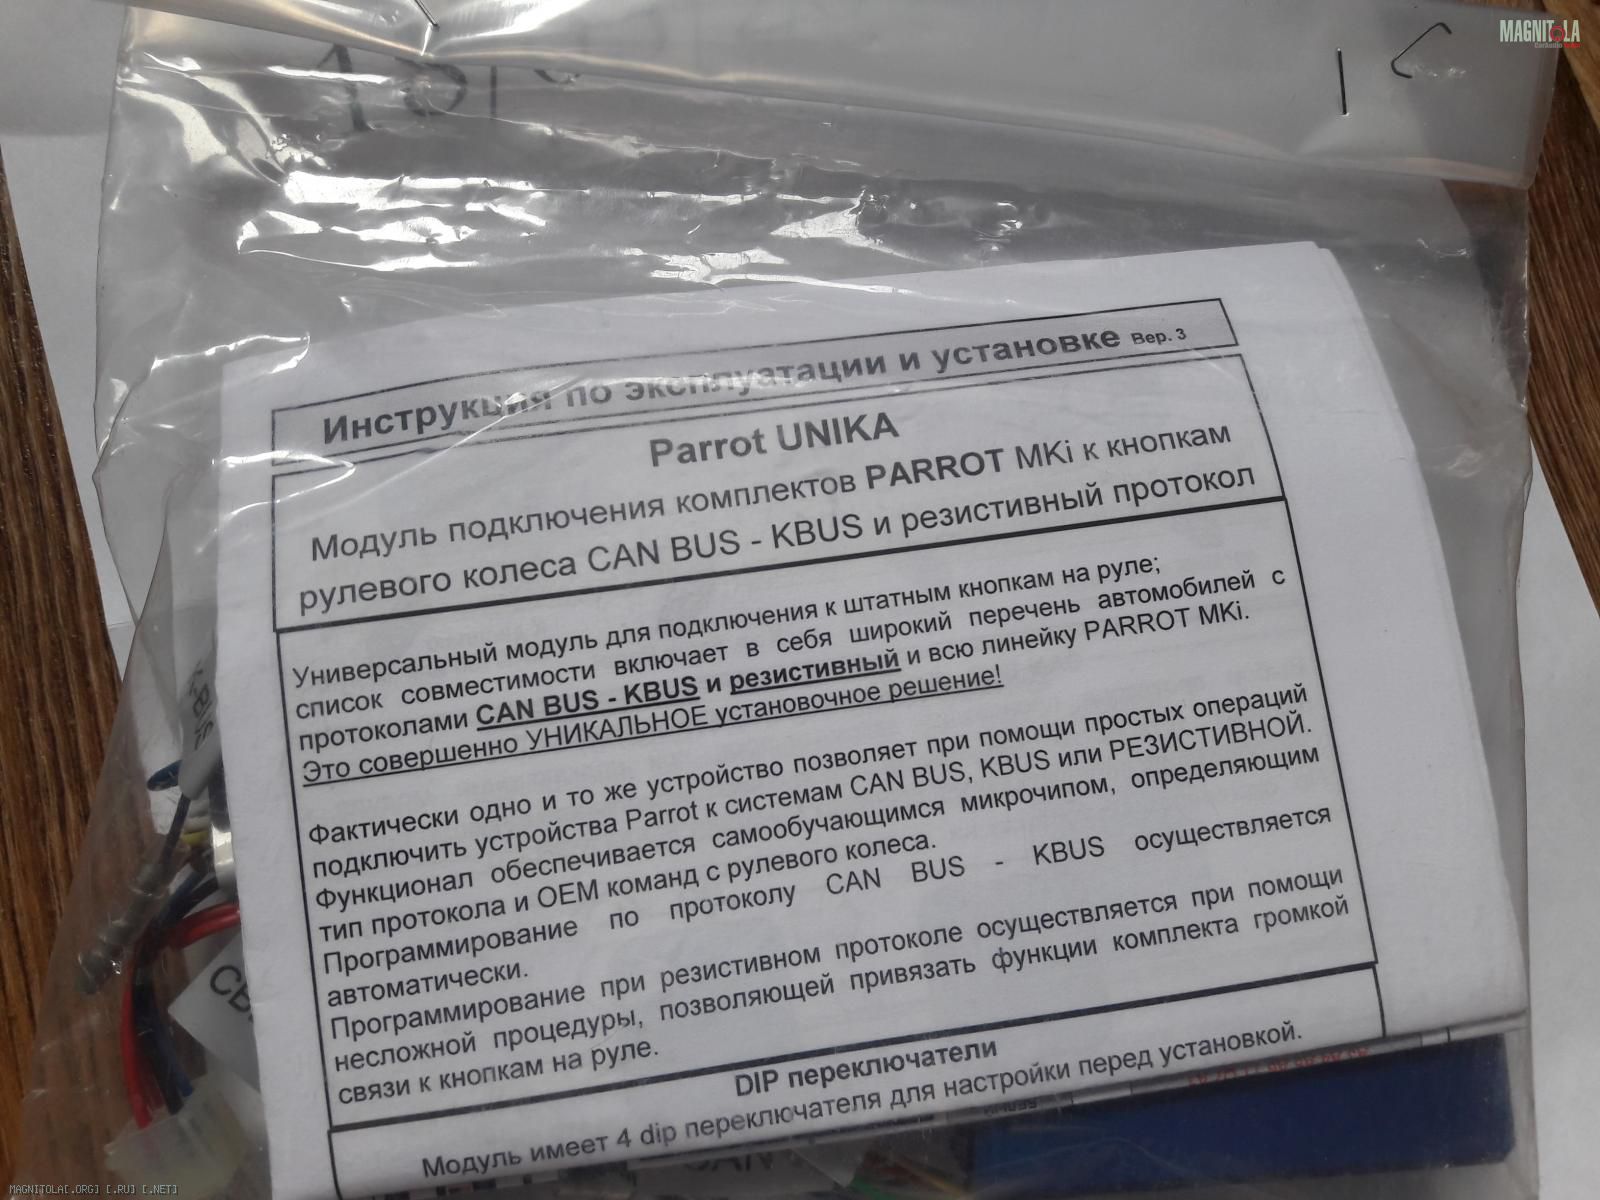 MAGNITOLA
Инструкция по эксплуатации и установке Вер. 3
Parrot UNIKA
Модуль подключения комплектов PARROT MKi к кнопкам
рулевого колеса CAN BUS - KBUS и резистивный протокол
Универсальный модуль для подключения к штатным кнопкам на руле;
список совместимости включает в себя широкий перечень автомобилей с
протоколами CAN BUS - KBUS и резистивный и всю линейку PARROT MKi.
Это совершенно УНИКАЛЬНОЕ установочное решение!
Фактически одно и то же устройство позволяет при помощи простых операций
подключить устройства Parrot к системам CAN BUS, KBUS или РЕЗИСТИВНОЙ.
Функционал обеспечивается самообучающимся микрочипом, определяющим
тип протокола и OEM команд с рулевого колеса.
Программирование по протоколу CAN BUS - KBUS осуществляется
автоматически.
Программирование при резистивном протоколе осуществляется при помощи
несложной процедуры, позволяющей привязать функции комплекта громкой
связи к кнопкам на руле.
DIP переключатели
Модуль имеет 4 dip переключателя для настройки перед установкой.
K-BUS
CAN
MAGNITOLA[.ORG] [.RU] [.NET]